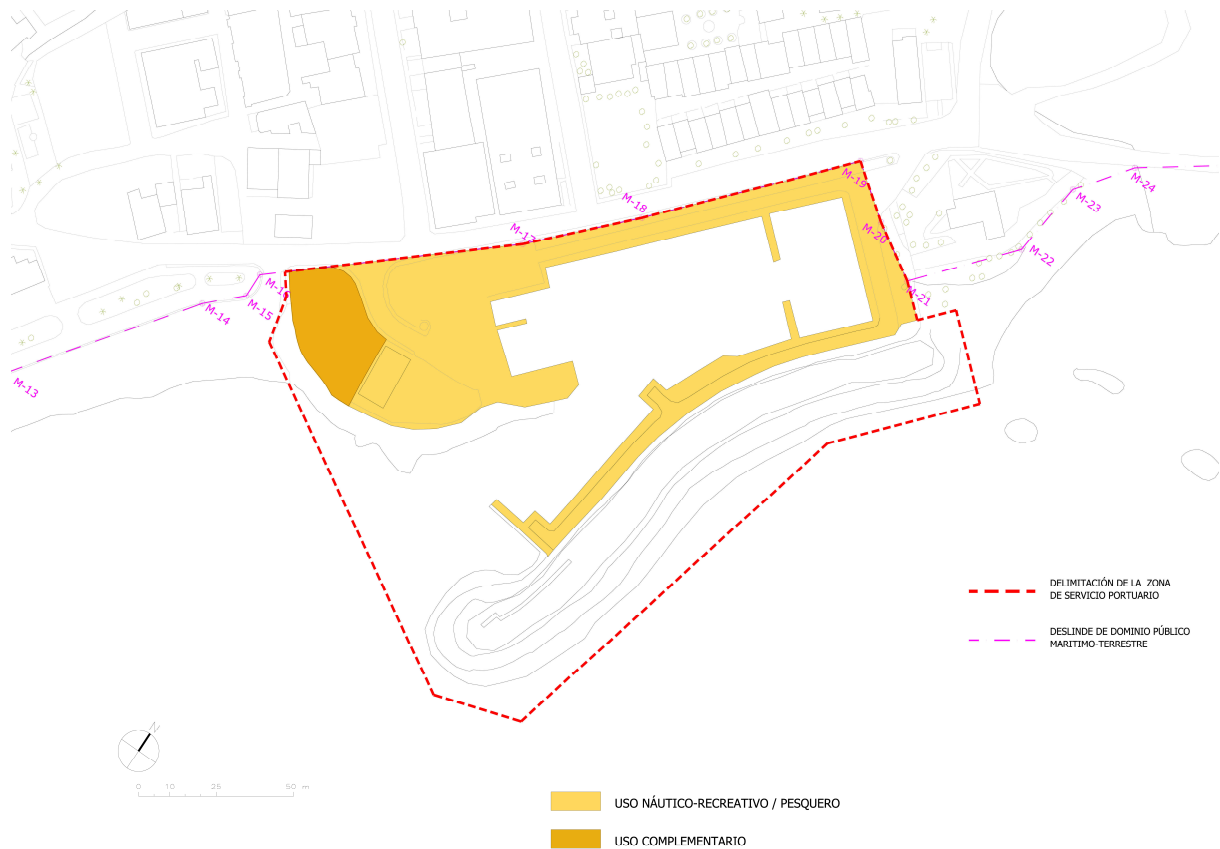 M-24
M-19
M-23
M-18
M-20
M-17
M-22
M-16
M-21
M-15
M-14
M-13
DELIMITACIÓN DE LA ZONA
DE SERVICIO PORTUARIO
DESLINDE DE DOMINIO PÚBLICO
MARITIMO-TERRESTRE
N
0 10 25 50 m
USO NÁUTICO-RECREATIVO / PESQUERO
USO COMPLEMENTARIO